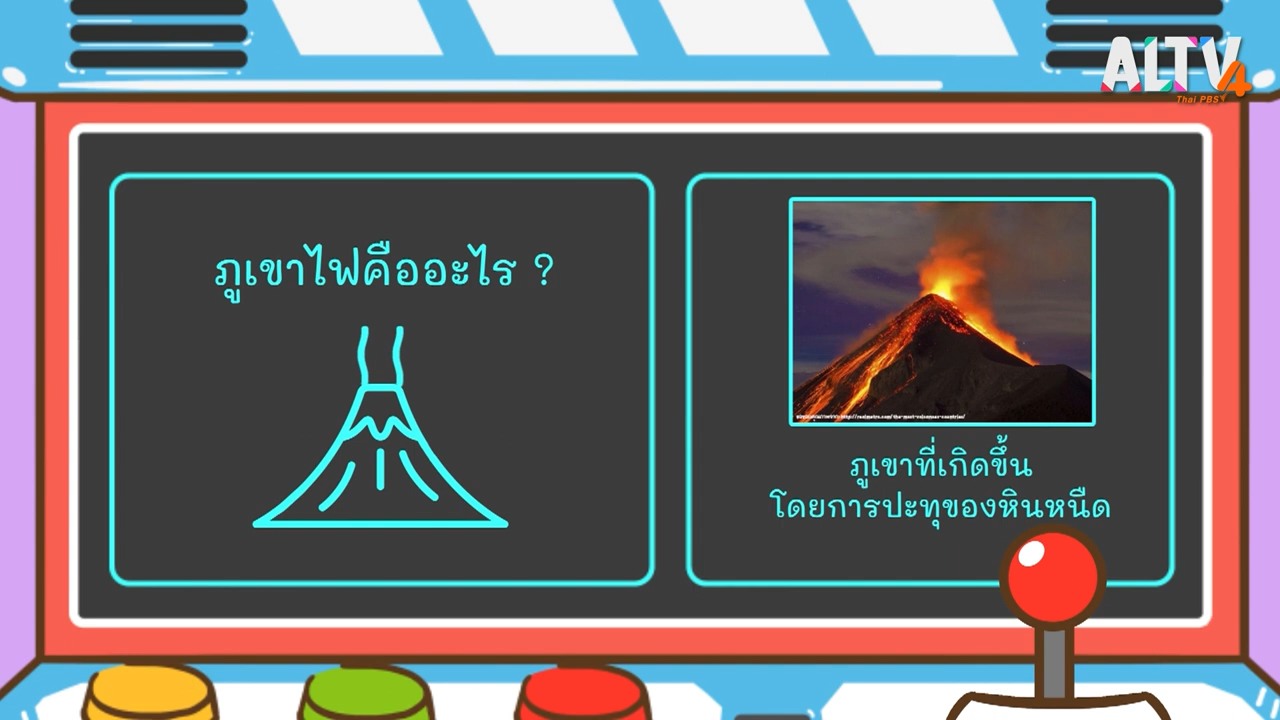 ALTV4
Thai PBS
ภูเขาไฟคืออะไร ?
ภูเขาที่เกิดขึ้น
โดยการปะทุของหินหนืด